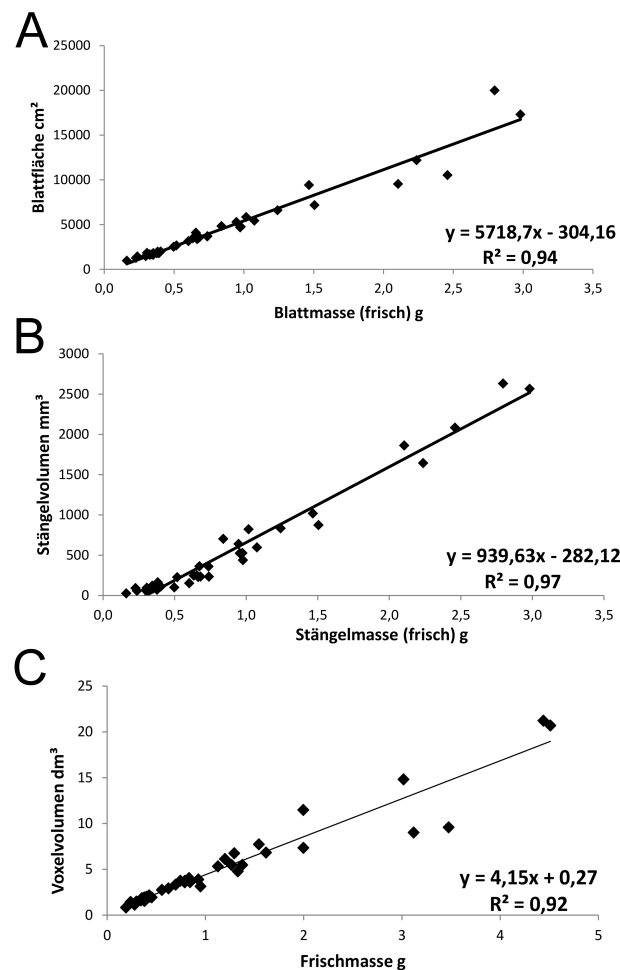 A
25000
20000
15000
10000
5000
0
Blattfläche cm²
y = 5718,7x - 304,16
R² = 0,94
0,0 0,5 1,0 1,5 2,0 2,5 3,0 3,5
Blattmasse (frisch) g
B
3000
2500
2000
1500
1000
500
0
Stängelvolumen mm³
y = 939,63x - 282,12
R² = 0,97
0,0 0,5 1,0 1,5 2,0 2,5 3,0 3,5
Stängelmasse (frisch) g
C
25
20
15
10
5
0
Voxelvolumen dm³
y = 4,15x + 0,27
R² = 0,92
0 1 2 3 4 5
Frischmasse g